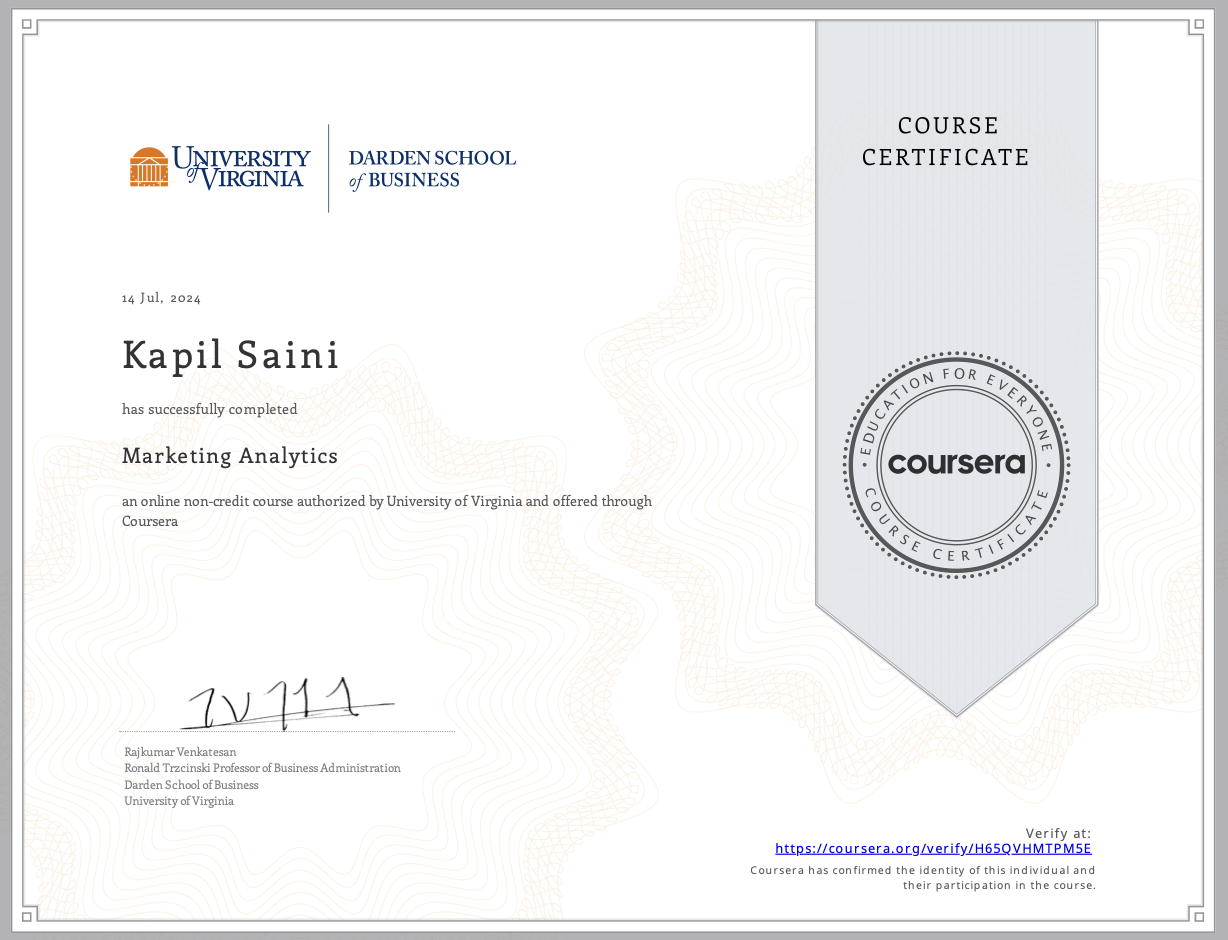 UNIVERSITY
of VIRGINIA
DARDEN SCHOOL
of BUSINESS
COURSE
CERTIFICATE
14 Jul, 2024
Kapil Saini
has successfully completed
Marketing Analytics
an online non-credit course authorized by University of Virginia and offered through
Coursera
EDUCATION FOR EVERYONE
coursera
COURSE CERTIFICATE
Rajkumar Venkatesan
Ronald Trzcinski Professor of Business Administration
Darden School of Business
University of Virginia
Verify at:
https://coursera.org/verify/H65QVHMTPM5E
Coursera has confirmed the identity of this individual and
their participation in the course.